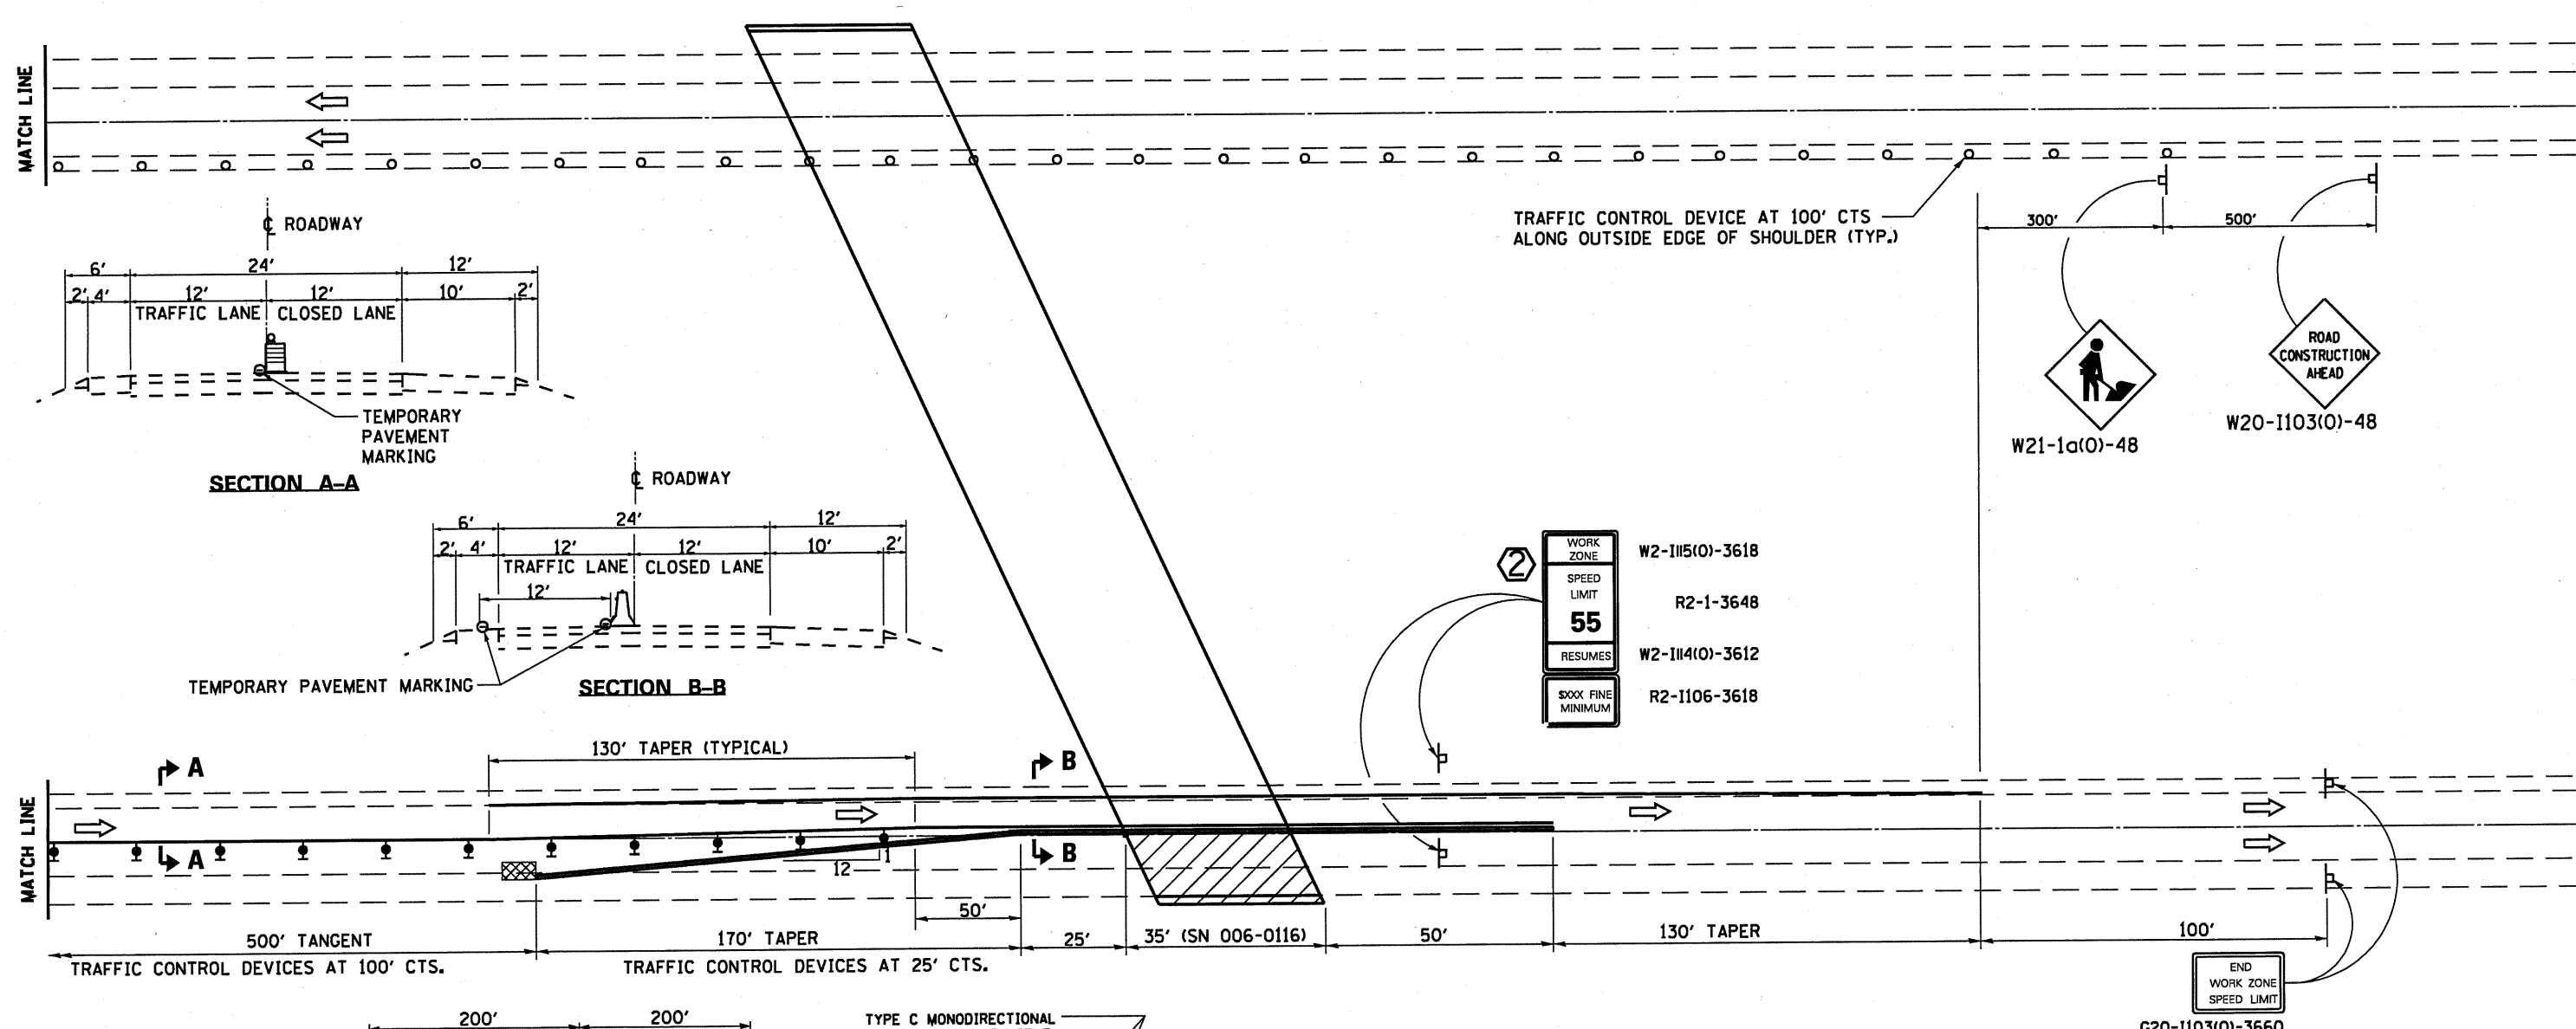 MATCH LINE
TRAFFIC CONTROL DEVICE AT 100' CTS
ALONG OUTSIDE EDGE OF SHOULDER (TYP.)
300'
500'
ROAD
CONSTRUCTION
AHEAD
W21-1a(O)-48
W20-I103(O)-48
℄ ROADWAY
6'
24'
12'
2'
4'
12'
12'
10'
2'
TRAFFIC LANE
CLOSED LANE
TEMPORARY
PAVEMENT
MARKING
SECTION A-A
℄ ROADWAY
6'
24'
12'
2'
4'
12'
12'
10'
2'
TRAFFIC LANE
CLOSED LANE
12'
TEMPORARY PAVEMENT MARKING
SECTION B-B
2
WORK
ZONE
W2-I115(O)-3618
SPEED
LIMIT
55
R2-1-3648
RESUMES
W2-I114(O)-3612
$XXX FINE
MINIMUM
R2-I106-3618
130' TAPER (TYPICAL)
A
B
MATCH LINE
A
B
12
1
50'
500' TANGENT
170' TAPER
25'
35' (SN 006-0116)
50'
130' TAPER
100'
TRAFFIC CONTROL DEVICES AT 100' CTS.
TRAFFIC CONTROL DEVICES AT 25' CTS.
END
WORK ZONE
SPEED LIMIT
G20-I103(O)-3660
200'
200'
TYPE C MONODIRECTIONAL